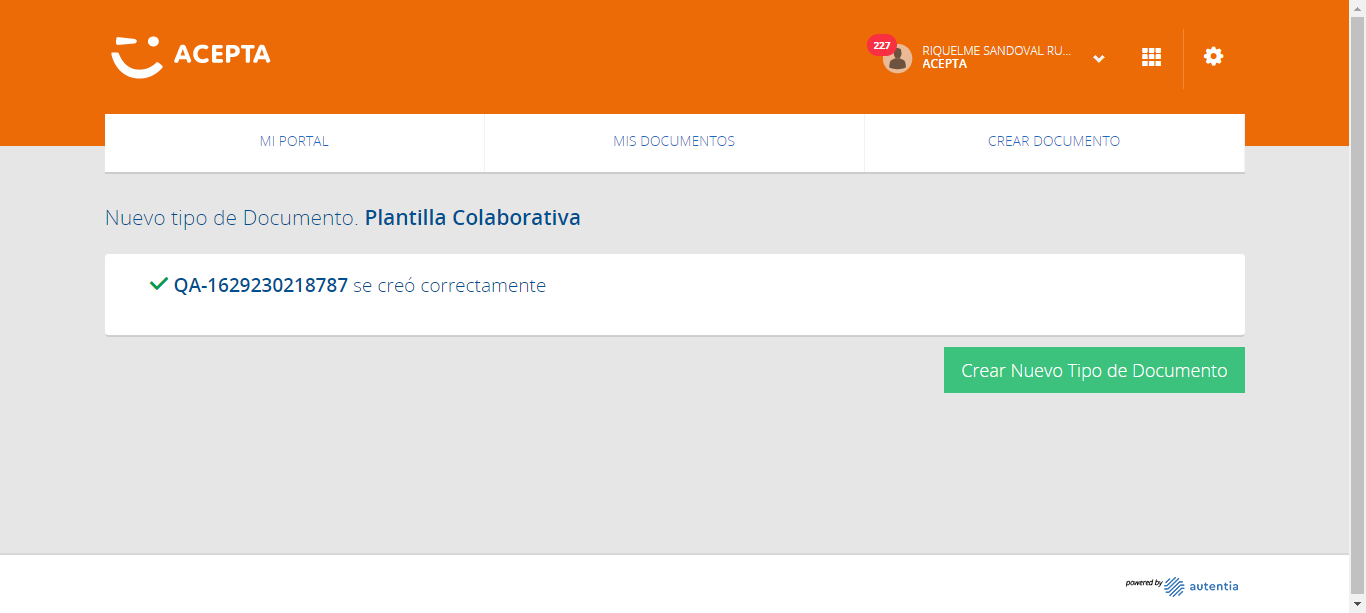 ACEPTA
227
RIQUELME SANDOVAL RU...
ACEPTA
MI PORTAL
MIS DOCUMENTOS
CREAR DOCUMENTO
Nuevo tipo de Documento. Plantilla Colaborativa
QA-1629230218787 se creó correctamente
Crear Nuevo Tipo de Documento
powered by autentia